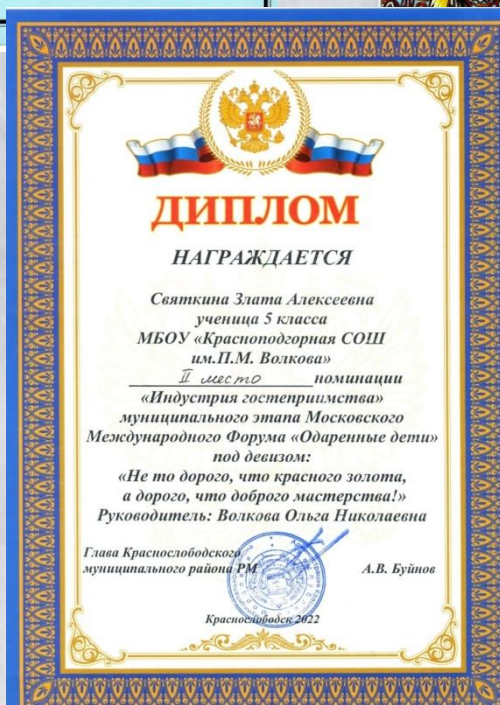 ДИПЛОМ
НАГРАЖДАЕТСЯ
Святкина Злата Алексеевна
ученица 5 класса
МБОУ «Красноподгорная СОШ
им.П.М. Волкова»
II место номинации
«Индустрия гостеприимства»
муниципального этапа Московского
Международного Форума «Одаренные дети»
под девизом:
«Не то дорого, что красного золота,
а дорого, что доброго мастерства!»
Руководитель: Волкова Ольга Николаевна
Глава Краснослободского
муниципального района РМ А.В. Буйнов
Краснослободск 2022